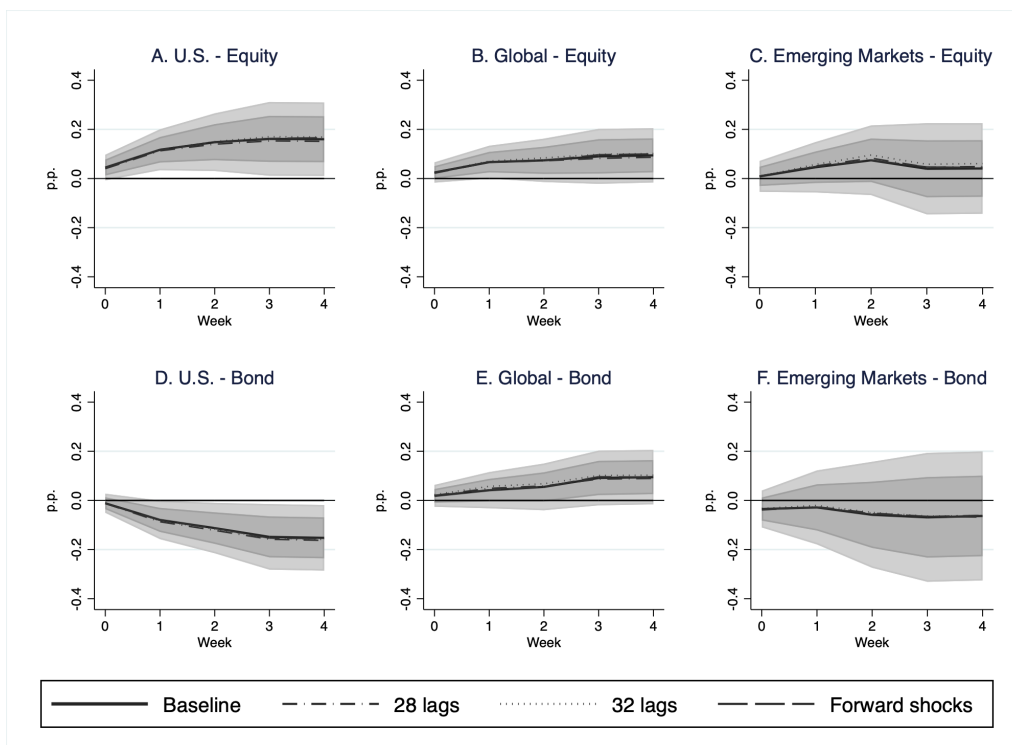 A. U.S. - Equity
p.p.
0.4
0.2
0.0
-0.2
-0.4
0 1 2 3 4
Week
B. Global - Equity
p.p.
0.4
0.2
0.0
-0.2
-0.4
0 1 2 3 4
Week
C. Emerging Markets - Equity
p.p.
0.4
0.2
0.0
-0.2
-0.4
0 1 2 3 4
Week
D. U.S. - Bond
p.p.
0.4
0.2
0.0
-0.2
-0.4
0 1 2 3 4
Week
E. Global - Bond
p.p.
0.4
0.2
0.0
-0.2
-0.4
0 1 2 3 4
Week
F. Emerging Markets - Bond
p.p.
0.4
0.2
0.0
-0.2
-0.4
0 1 2 3 4
Week
Baseline 28 lags 32 lags Forward shocks